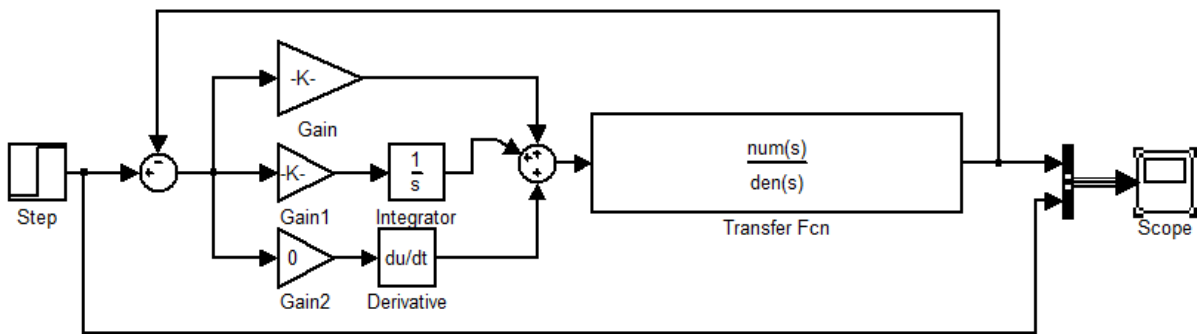 -K-
Gain
Step
-K-
Gain1
1
s
Integrator
0
Gain2
du/dt
Derivative
num(s)
den(s)
Transfer Fcn
Scope